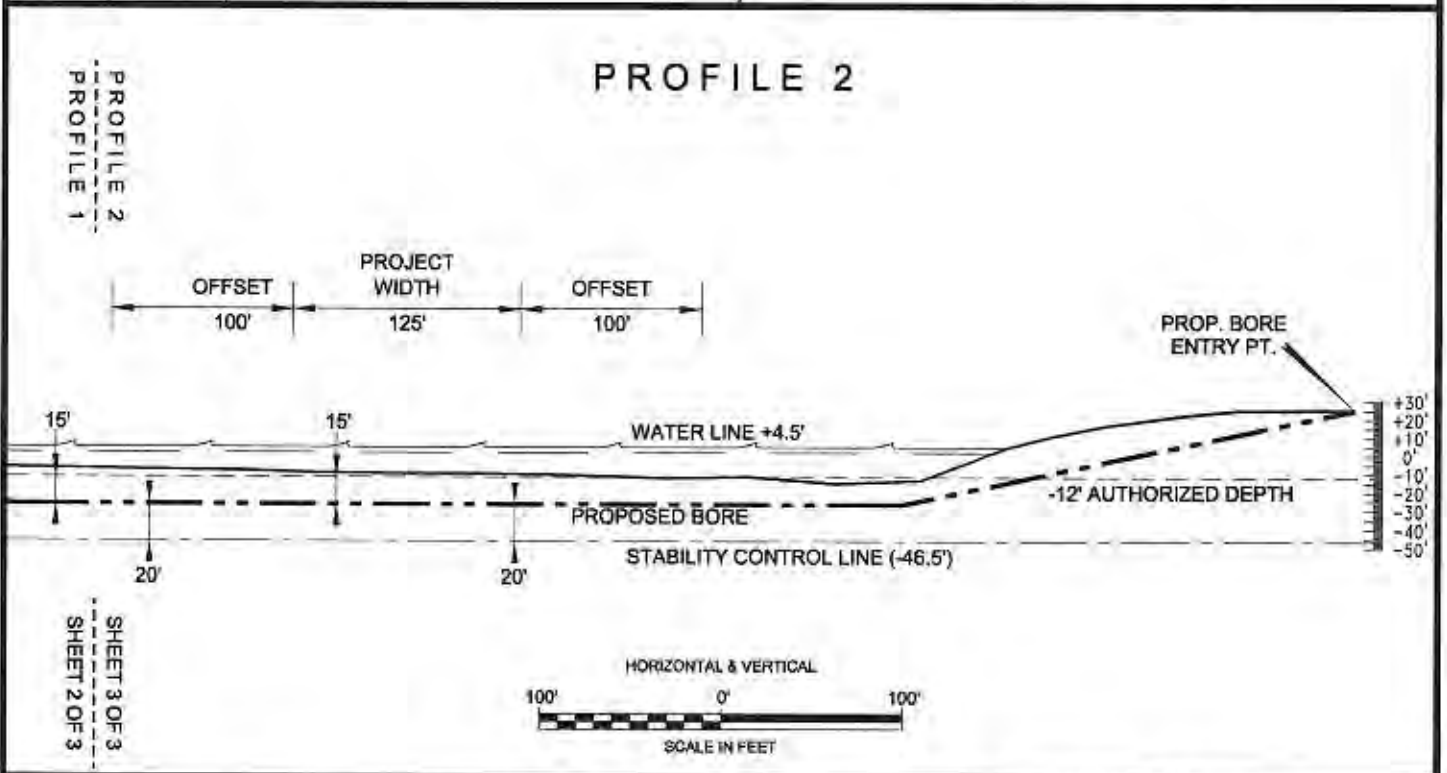 PROFILE 2
PROFILE 2
PROFILE 1
OFFSET
100'
PROJECT
WIDTH
125'
OFFSET
100'
PROP. BORE
ENTRY PT.
15'
15'
WATER LINE +4.5'
+30'
+20'
+10'
0'
-10'
-20'
-30'
-40'
-50'
-12' AUTHORIZED DEPTH
PROPOSED BORE
STABILITY CONTROL LINE (-46.5')
20'
20'
SHEET 3 OF 3
SHEET 2 OF 3
HORIZONTAL & VERTICAL
100' 0' 100'
SCALE IN FEET